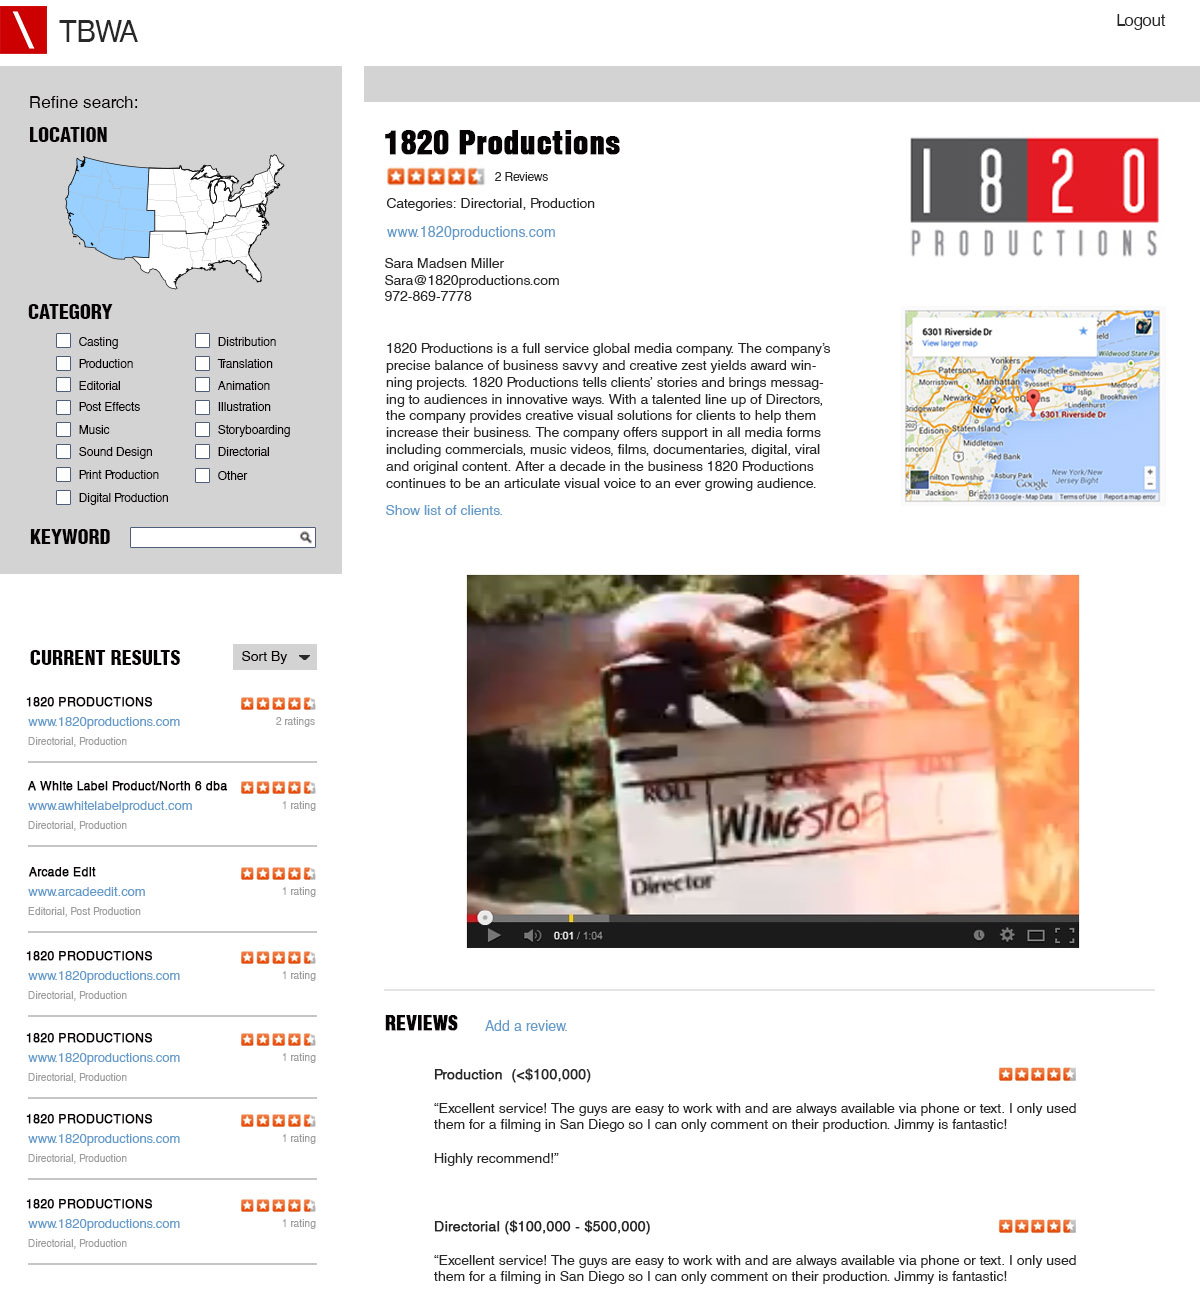 TBWA
Logout
Refine search:
LOCATION
CATEGORY
Casting
Production
Editorial
Post Effects
Music
Sound Design
Print Production
Digital Production
Distribution
Translation
Animation
Illustration
Storyboarding
Directorial
Other
KEYWORD
CURRENT RESULTS
Sort By
1820 PRODUCTIONS
www.1820productions.com
2 ratings
Directorial, Production
A White Label Product/North 6 dba
www.awhitelabelproduct.com
1 rating
Directorial, Production
Arcade Edit
www.arcadeedit.com
1 rating
Editorial, Post Production
1820 PRODUCTIONS
www.1820productions.com
1 rating
Directorial, Production
1820 PRODUCTIONS
www.1820productions.com
1 rating
Directorial, Production
1820 PRODUCTIONS
www.1820productions.com
1 rating
Directorial, Production
1820 PRODUCTIONS
www.1820productions.com
1 rating
Directorial, Production
1820 Productions
2 Reviews
Categories: Directorial, Production
www.1820productions.com
Sara Madsen Miller
Sara@1820productions.com
972-869-7778
1820 Productions is a full service global media company. The company's
precise balance of business savvy and creative zest yields award win-
ning projects. 1820 Productions tells clients' stories and brings messag-
ing to audiences in innovative ways. With a talented line up of Directors,
the company provides creative visual solutions for clients to help them
increase their business. The company offers support in all media forms
including commercials, music videos, films, documentaries, digital, viral
and original content. After a decade in the business 1820 Productions
continues to be an articulate visual voice to an ever growing audience.
Show list of clients.
1820
PRODUCTIONS
6301 Riverside Dr
View larger map
Wildwood State Pa
Yonkers
Paterson
New Rochelle
Smithtown
Morristown
Manhattan
Syosset
Medford
Islip
Brookhaven
Newark
Queens
Lindenhurst
Bridgewater
New York
6301 Riverside Dr
Edison
Staten Island
Middletown
rinceton
9
Red Bank
Asbury Park
New York/New
Jersey Bight
milton Township
Google
Jackson
©2013 Google - Map Data
Terms of Use
Report a map error
ROLL
SCENE
WINGSTOP
Director
0:01 / 1:04
REVIEWS
Add a review.
Production (<$100,000)
“Excellent service! The guys are easy to work with and are always available via phone or text. I only used
them for a filming in San Diego so I can only comment on their production. Jimmy is fantastic!
Highly recommend!”
Directorial ($100,000 - $500,000)
“Excellent service! The guys are easy to work with and are always available via phone or text. I only used
them for a filming in San Diego so I can only comment on their production. Jimmy is fantastic!